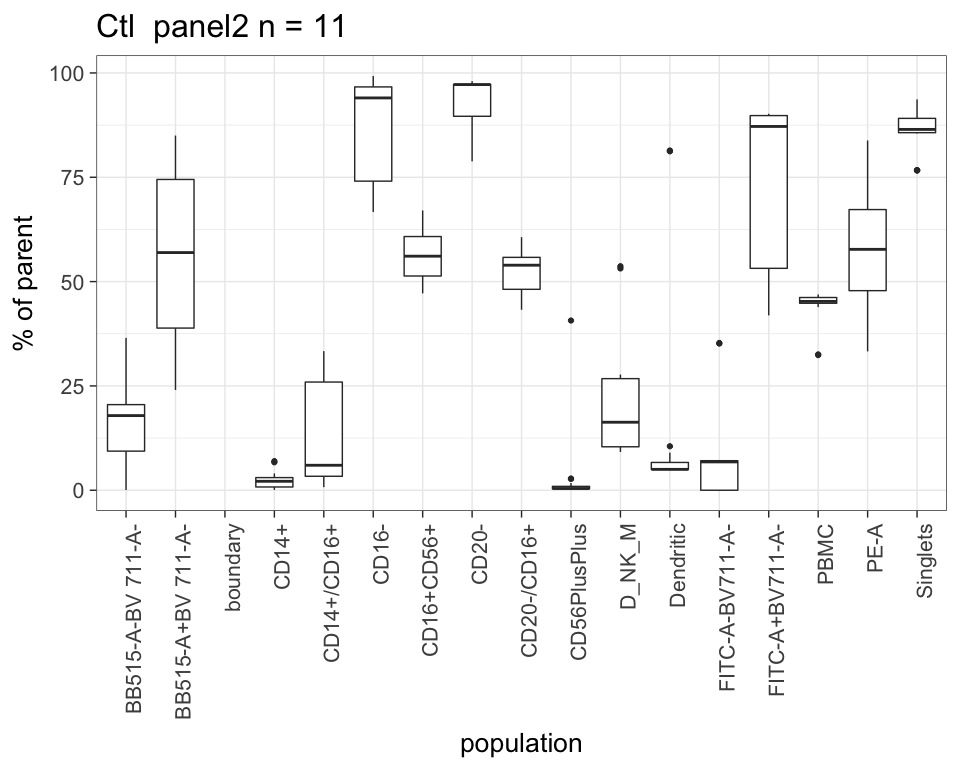 Ctl  panel2 n = 11
100
75
50
25
0
% of parent
BB515-A-BV 711-A-
BB515-A+BV 711-A-
boundary
CD14+
CD14+/CD16+
CD16-
CD16+CD56+
CD20-
CD20-/CD16+
CD56PlusPlus
D_NK_M
Dendritic
FITC-A-BV711-A-
FITC-A+BV711-A-
PBMC
PE-A
Singlets
population